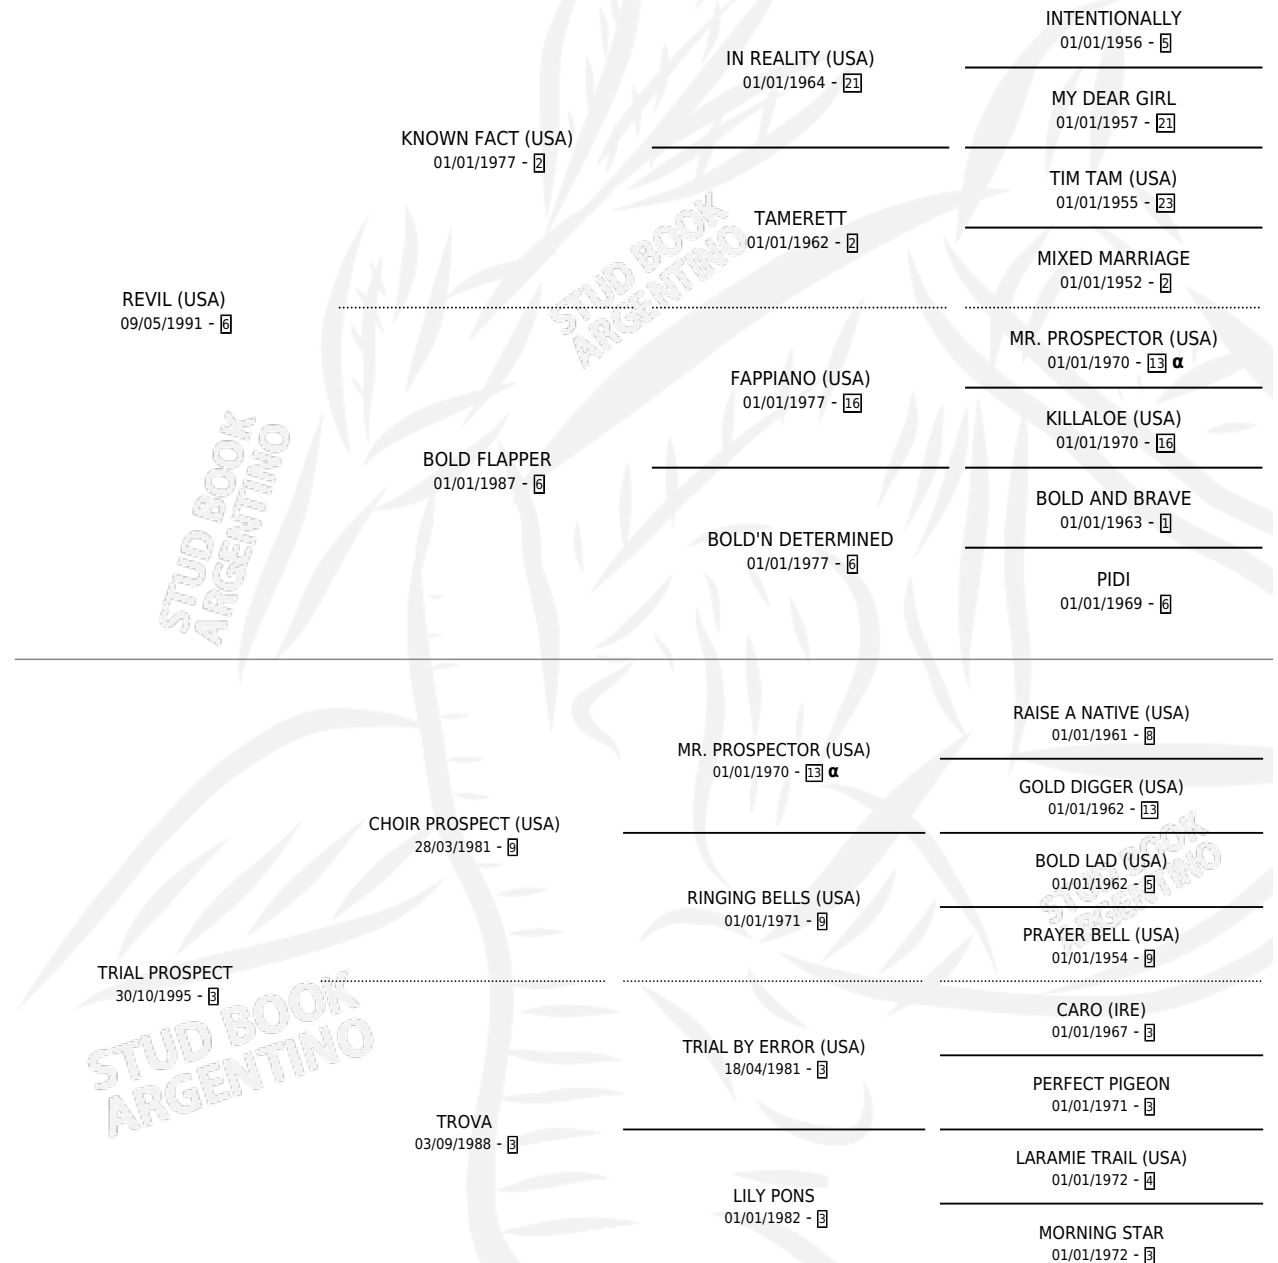 INTENTIONALLY
01/01/1956 - 5
IN REALITY (USA)
01/01/1964 - 21
MY DEAR GIRL
01/01/1957 - 21
KNOWN FACT (USA)
01/01/1977 - 2
TIM TAM (USA)
01/01/1955 - 23
TAMERETT
01/01/1962 - 2
MIXED MARRIAGE
01/01/1952 - 2
REVIL (USA)
09/05/1991 - 6
MR. PROSPECTOR (USA)
01/01/1970 - 13 α
FAPPIANO (USA)
01/01/1977 - 16
KILLALOE (USA)
01/01/1970 - 16
BOLD FLAPPER
01/01/1987 - 6
BOLD AND BRAVE
01/01/1963 - 1
BOLD'N DETERMINED
01/01/1977 - 6
PIDI
01/01/1969 - 6
RAISE A NATIVE (USA)
01/01/1961 - 8
MR. PROSPECTOR (USA)
01/01/1970 - 13 α
GOLD DIGGER (USA)
01/01/1962 - 13
CHOIR PROSPECT (USA)
28/03/1981 - 9
BOLD LAD (USA)
01/01/1962 - 5
RINGING BELLS (USA)
01/01/1971 - 9
PRAYER BELL (USA)
01/01/1954 - 9
TRIAL PROSPECT
30/10/1995 - 3
CARO (IRE)
01/01/1967 - 3
TRIAL BY ERROR (USA)
18/04/1981 - 3
PERFECT PIGEON
01/01/1971 - 3
TROVA
03/09/1988 - 3
LARAMIE TRAIL (USA)
01/01/1972 - 4
LILY PONS
01/01/1982 - 3
MORNING STAR
01/01/1972 - 3
STUD BOOK
ARGENTINO
STUD BOOK
ARGENTINO
STUD BOOK
ARGENTINO
STUD BOOK
ARGENTINO